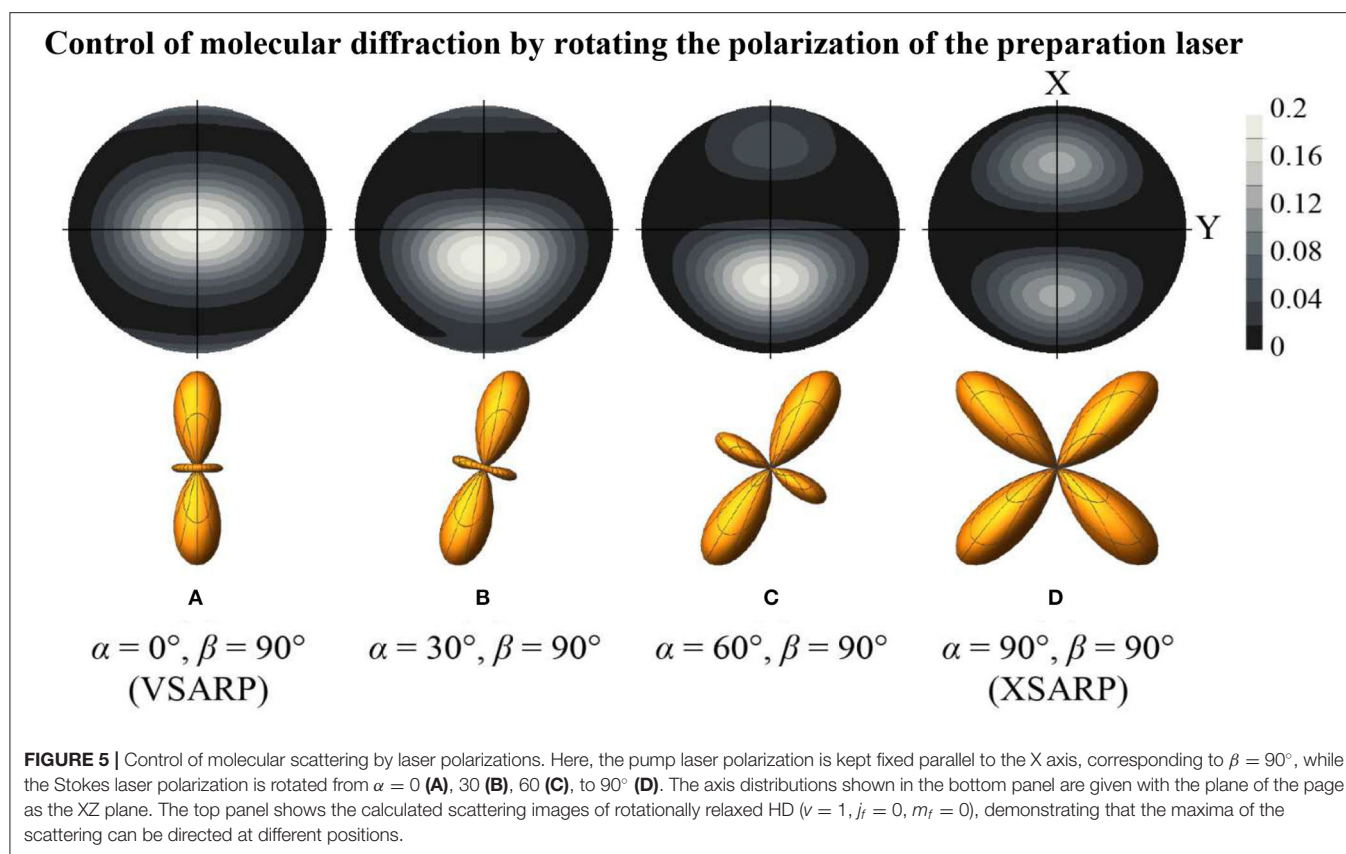 Control of molecular diffraction by rotating the polarization of the preparation laser
X
Y
0.2
0.16
0.12
0.08
0.04
0
A
B
C
D
α = 0°, β = 90°
(VSARP)
α = 30°, β = 90°
α = 60°, β = 90°
α = 90°, β = 90°
(XSARP)
FIGURE 5 | Control of molecular scattering by laser polarizations. Here, the pump laser polarization is kept fixed parallel to the X axis, corresponding to β = 90°, while
the Stokes laser polarization is rotated from α = 0 (A), 30 (B), 60 (C), to 90° (D). The axis distributions shown in the bottom panel are given with the plane of the page
as the XZ plane. The top panel shows the calculated scattering images of rotationally relaxed HD (v = 1, jf = 0, mf = 0), demonstrating that the maxima of the
scattering can be directed at different positions.